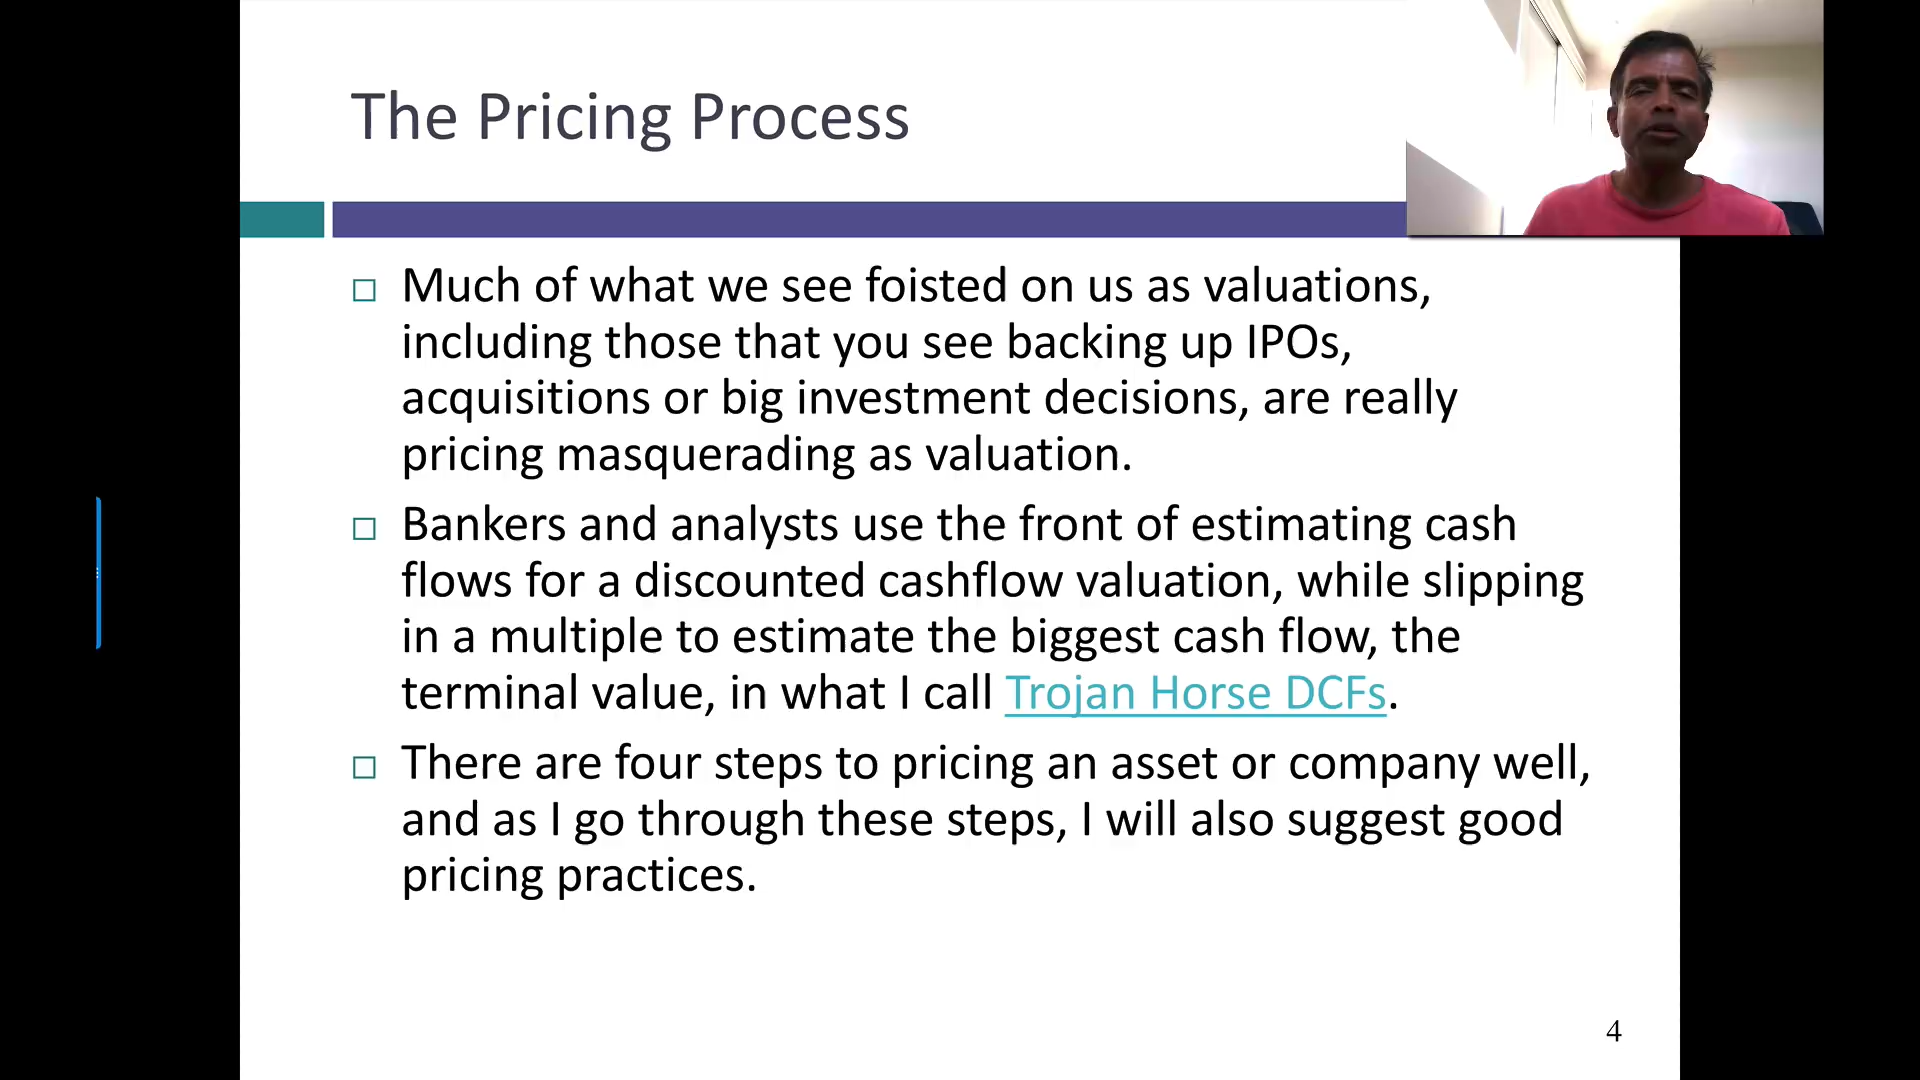 The Pricing Process
Much of what we see foisted on us as valuations,
including those that you see backing up IPOs,
acquisitions or big investment decisions, are really
pricing masquerading as valuation.
Bankers and analysts use the front of estimating cash
flows for a discounted cashflow valuation, while slipping
in a multiple to estimate the biggest cash flow, the
terminal value, in what I call Trojan Horse DCFs.
There are four steps to pricing an asset or company well,
and as I go through these steps, I will also suggest good
pricing practices.
4